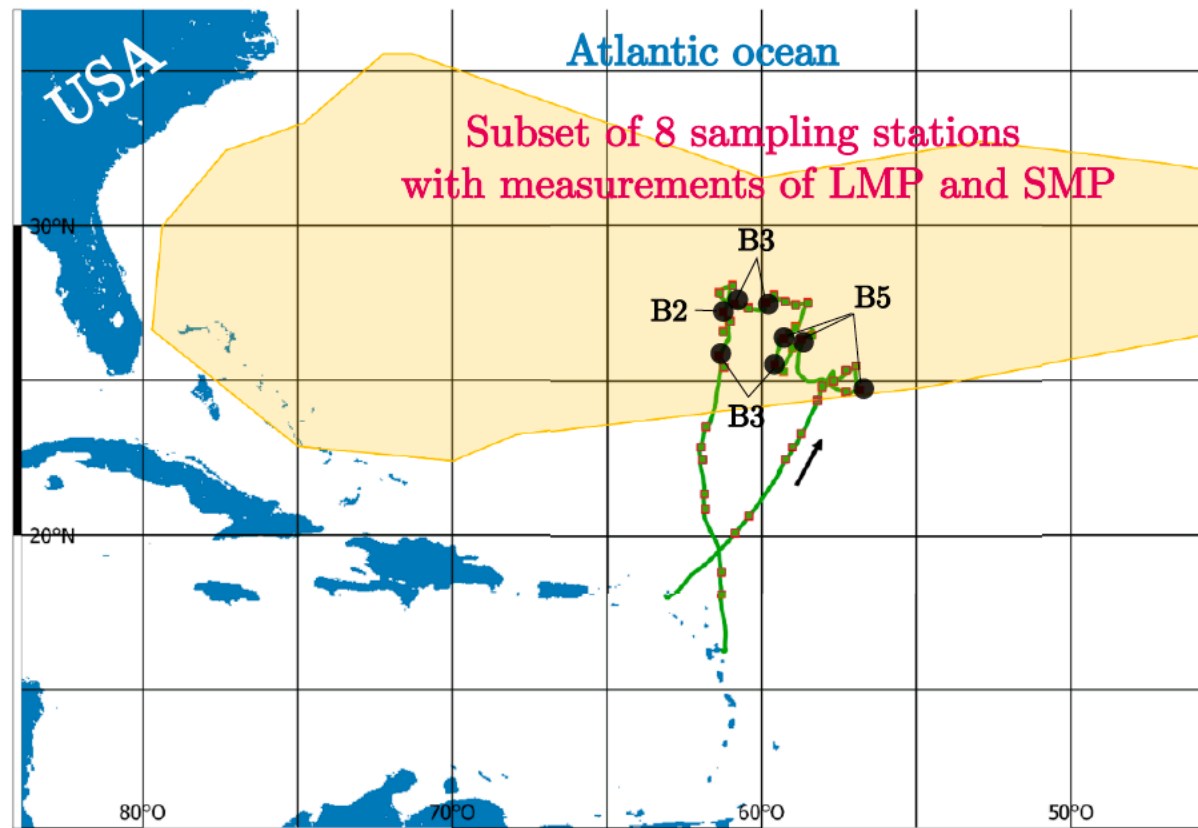 USA
Atlantic ocean
Subset of 8 sampling stations
with measurements of LMP and SMP
30°N
B3
B2
B5
B3
20°N
80°O
70°O
60°O
50°O